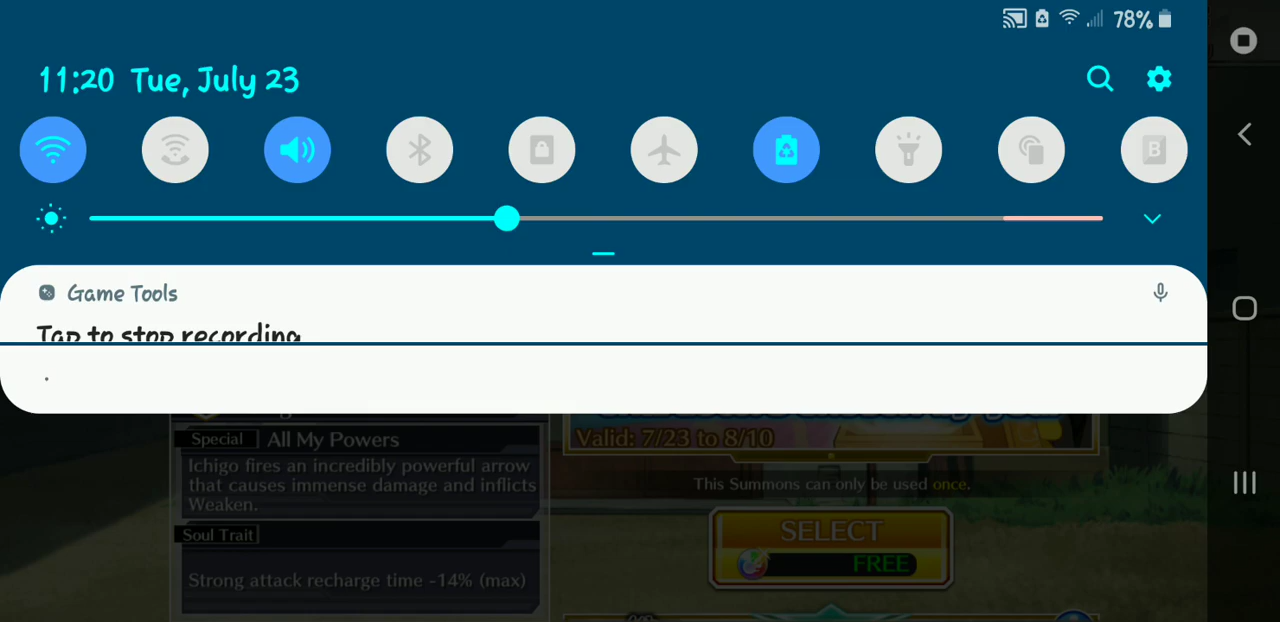 78%
11:20 Tue, July 23
B
Game Tools
Tap to stop recording
.
Special All My Powers
Ichigo fires an incredibly powerful arrow
that causes immense damage and inflicts
Weaken.
Soul Trait
Strong attack recharge time -14% (max)
Valid: 7/23 to 8/10
This Summons can only be used once.
SELECT
FREE